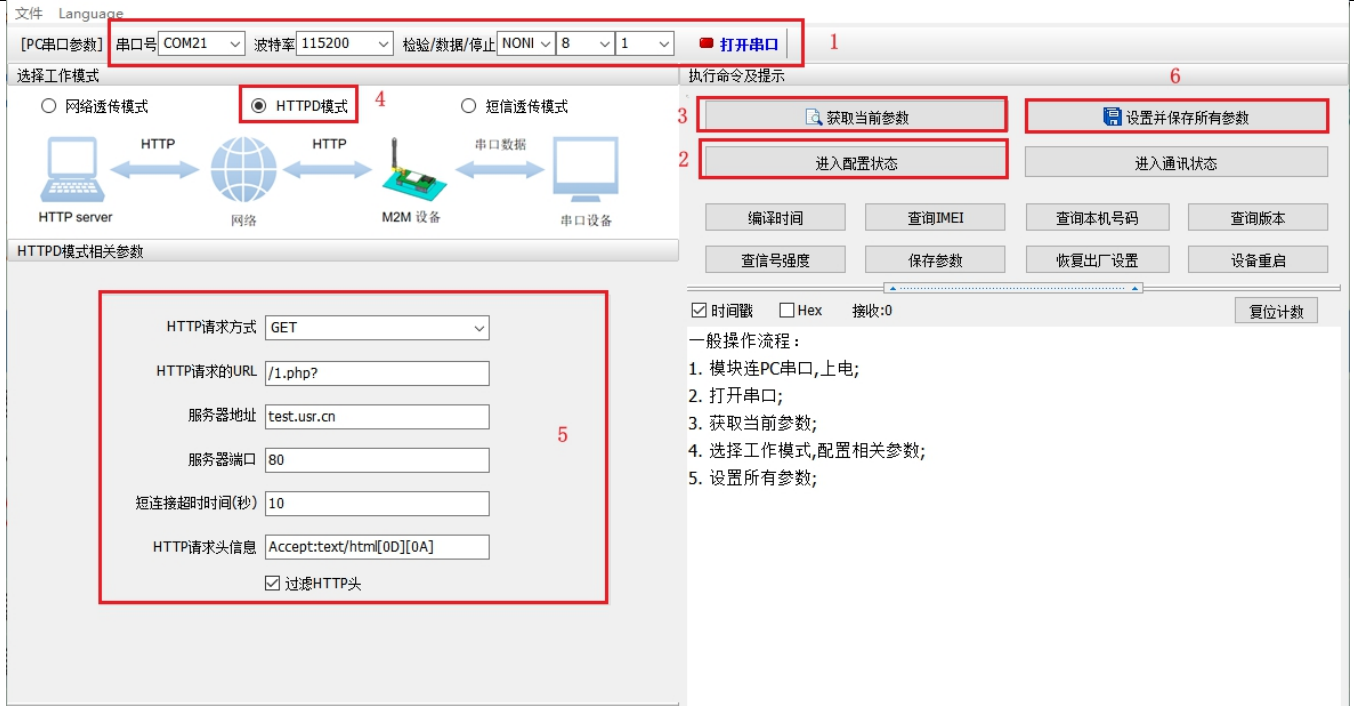 文件 Language
[PC串口参数] 串口号 COM21 波特率 115200 检验/数据/停止 NONI 8 1 打开串口 1
选择工作模式
网络透传模式 HTTPD模式 4 短信透传模式
HTTP HTTP 串口数据
HTTP server 网络 M2M 设备 串口设备
HTTPD模式相关参数
HTTP请求方式 GET
HTTP请求的URL /1.php?
服务器地址 test.usr.cn
5
服务器端口 80
短连接超时时间(秒) 10
HTTP请求头信息 Accept:text/html[0D][0A]
过滤HTTP头
执行命令及提示 6
3 获取当前参数 设置并保存所有参数
2 进入配置状态 进入通讯状态
编译时间 查询IMEI 查询本机号码 查询版本
查信号强度 保存参数 恢复出厂设置 设备重启
时间戳 Hex 接收:0 复位计数
一般操作流程：
1. 模块连PC串口,上电;
2. 打开串口;
3. 获取当前参数;
4. 选择工作模式,配置相关参数;
5. 设置所有参数;